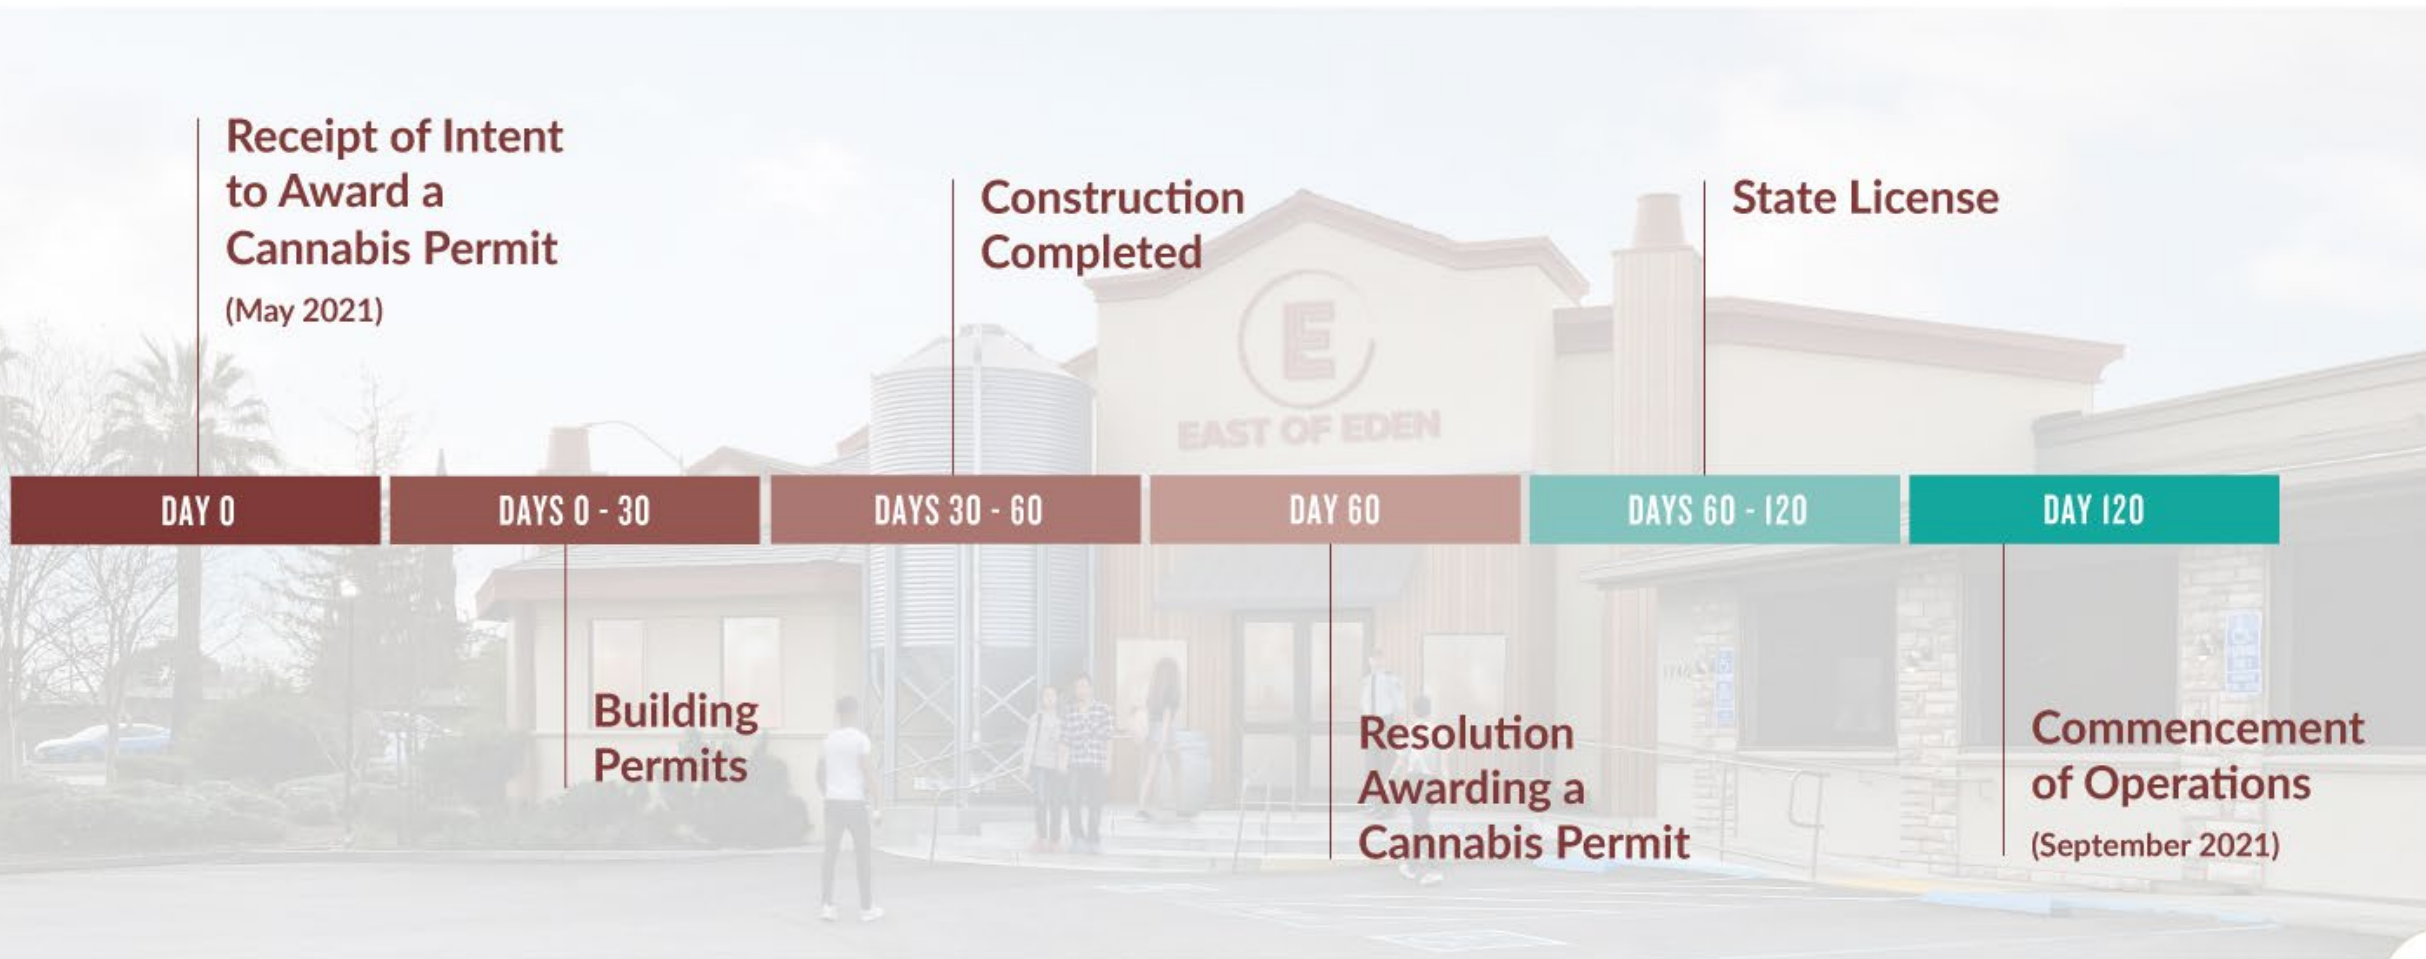 Receipt of Intent
to Award a
Cannabis Permit
(May 2021)
Construction
Completed
State License
E
EAST OF EDEN
DAY 0
DAYS 0 - 30
DAYS 30 - 60
DAY 60
DAYS 60 - 120
DAY 120
Building
Permits
Resolution
Awarding a
Cannabis Permit
Commencement
of Operations
(September 2021)